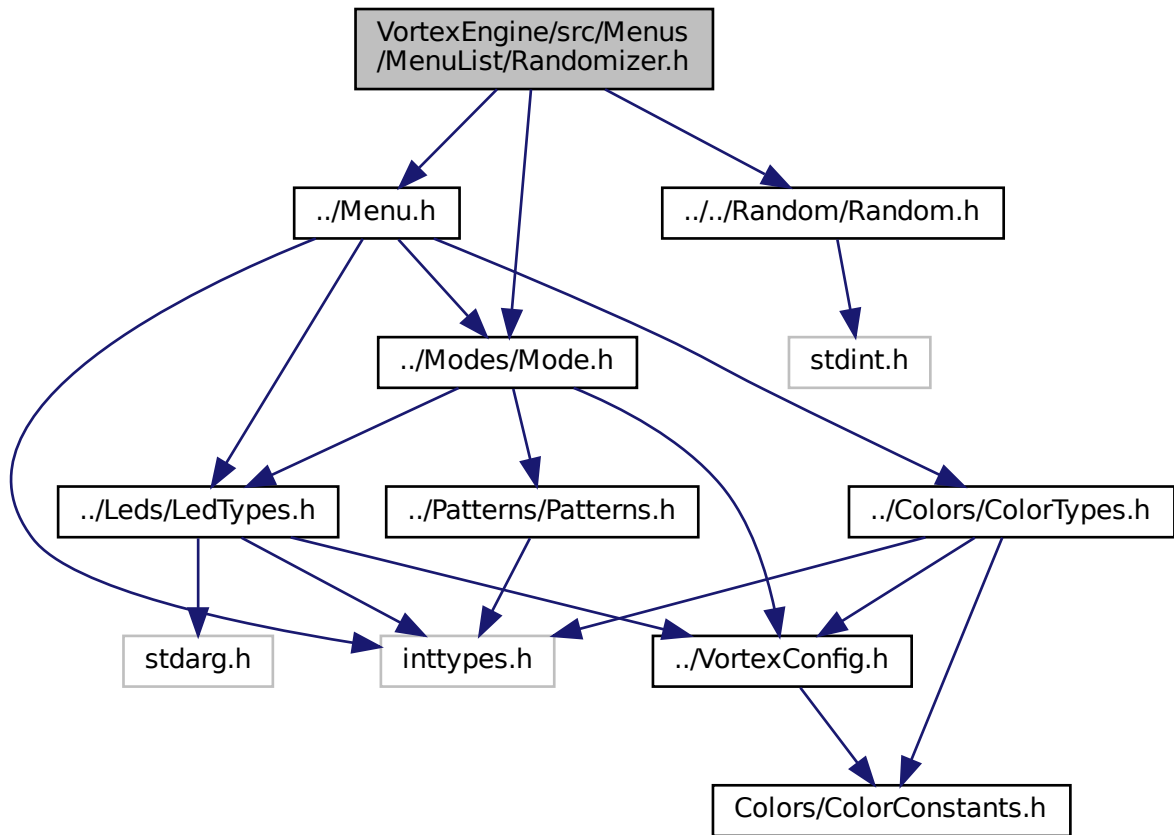 VortexEngine/src/Menus
/MenuList/Randomizer.h
../Menu.h
../../Random/Random.h
../Modes/Mode.h
stdint.h
../Leds/LedTypes.h
../Patterns/Patterns.h
../Colors/ColorTypes.h
stdarg.h
inttypes.h
../VortexConfig.h
Colors/ColorConstants.h